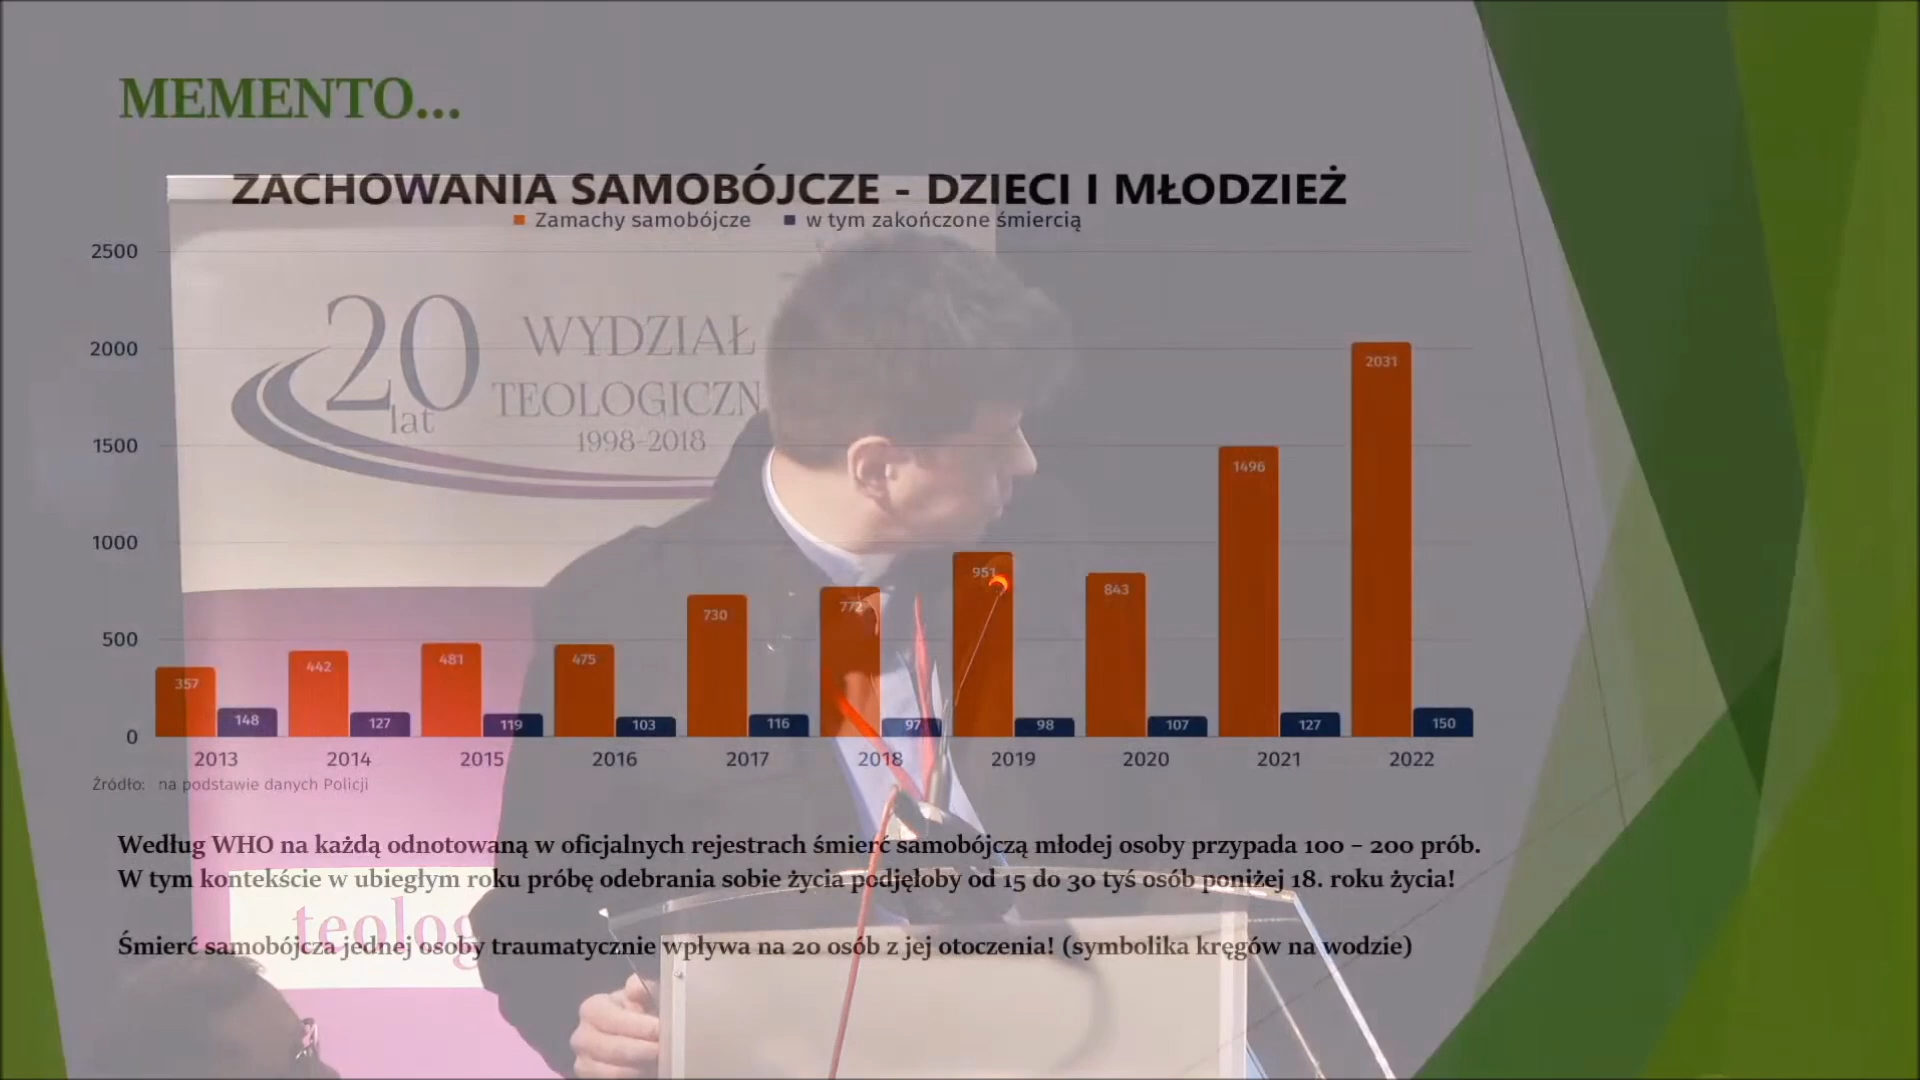 MEMENTO...
ZACHOWANIA SAMOBÓJCZE - DZIECI I MŁODZIEŻ
Zamachy samobójcze w tym zakończone śmiercią
2500
2000
1500
1000
500
0
20 lat
WYDZIAŁ
TEOLOGICZN
1998-2018
357 148 442 127 481 119 475 103 730 116 772 97 951 98 843 107 1496 127 2031 150
2013 2014 2015 2016 2017 2018 2019 2020 2021 2022
Źródło: na podstawie danych Policji
Według WHO na każdą odnotowaną w oficjalnych rejestrach śmierć samobójczą młodej osoby przypada 100 – 200 prób.
W tym kontekście w ubiegłym roku próbę odebrania sobie życia podjęłoby od 15 do 30 tyś osób poniżej 18. roku życia!
teolog
Śmierć samobójcza jednej osoby traumatycznie wpływa na 20 osób z jej otoczenia! (symbolika kręgów na wodzie)